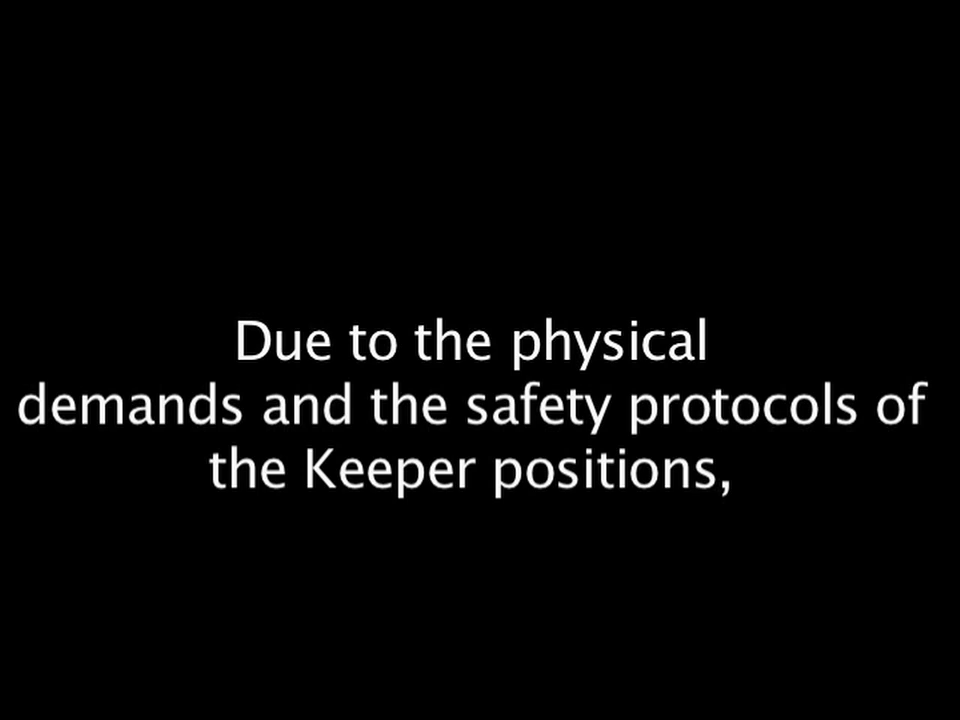 Due to the physical
demands and the safety protocols of
the Keeper positions,